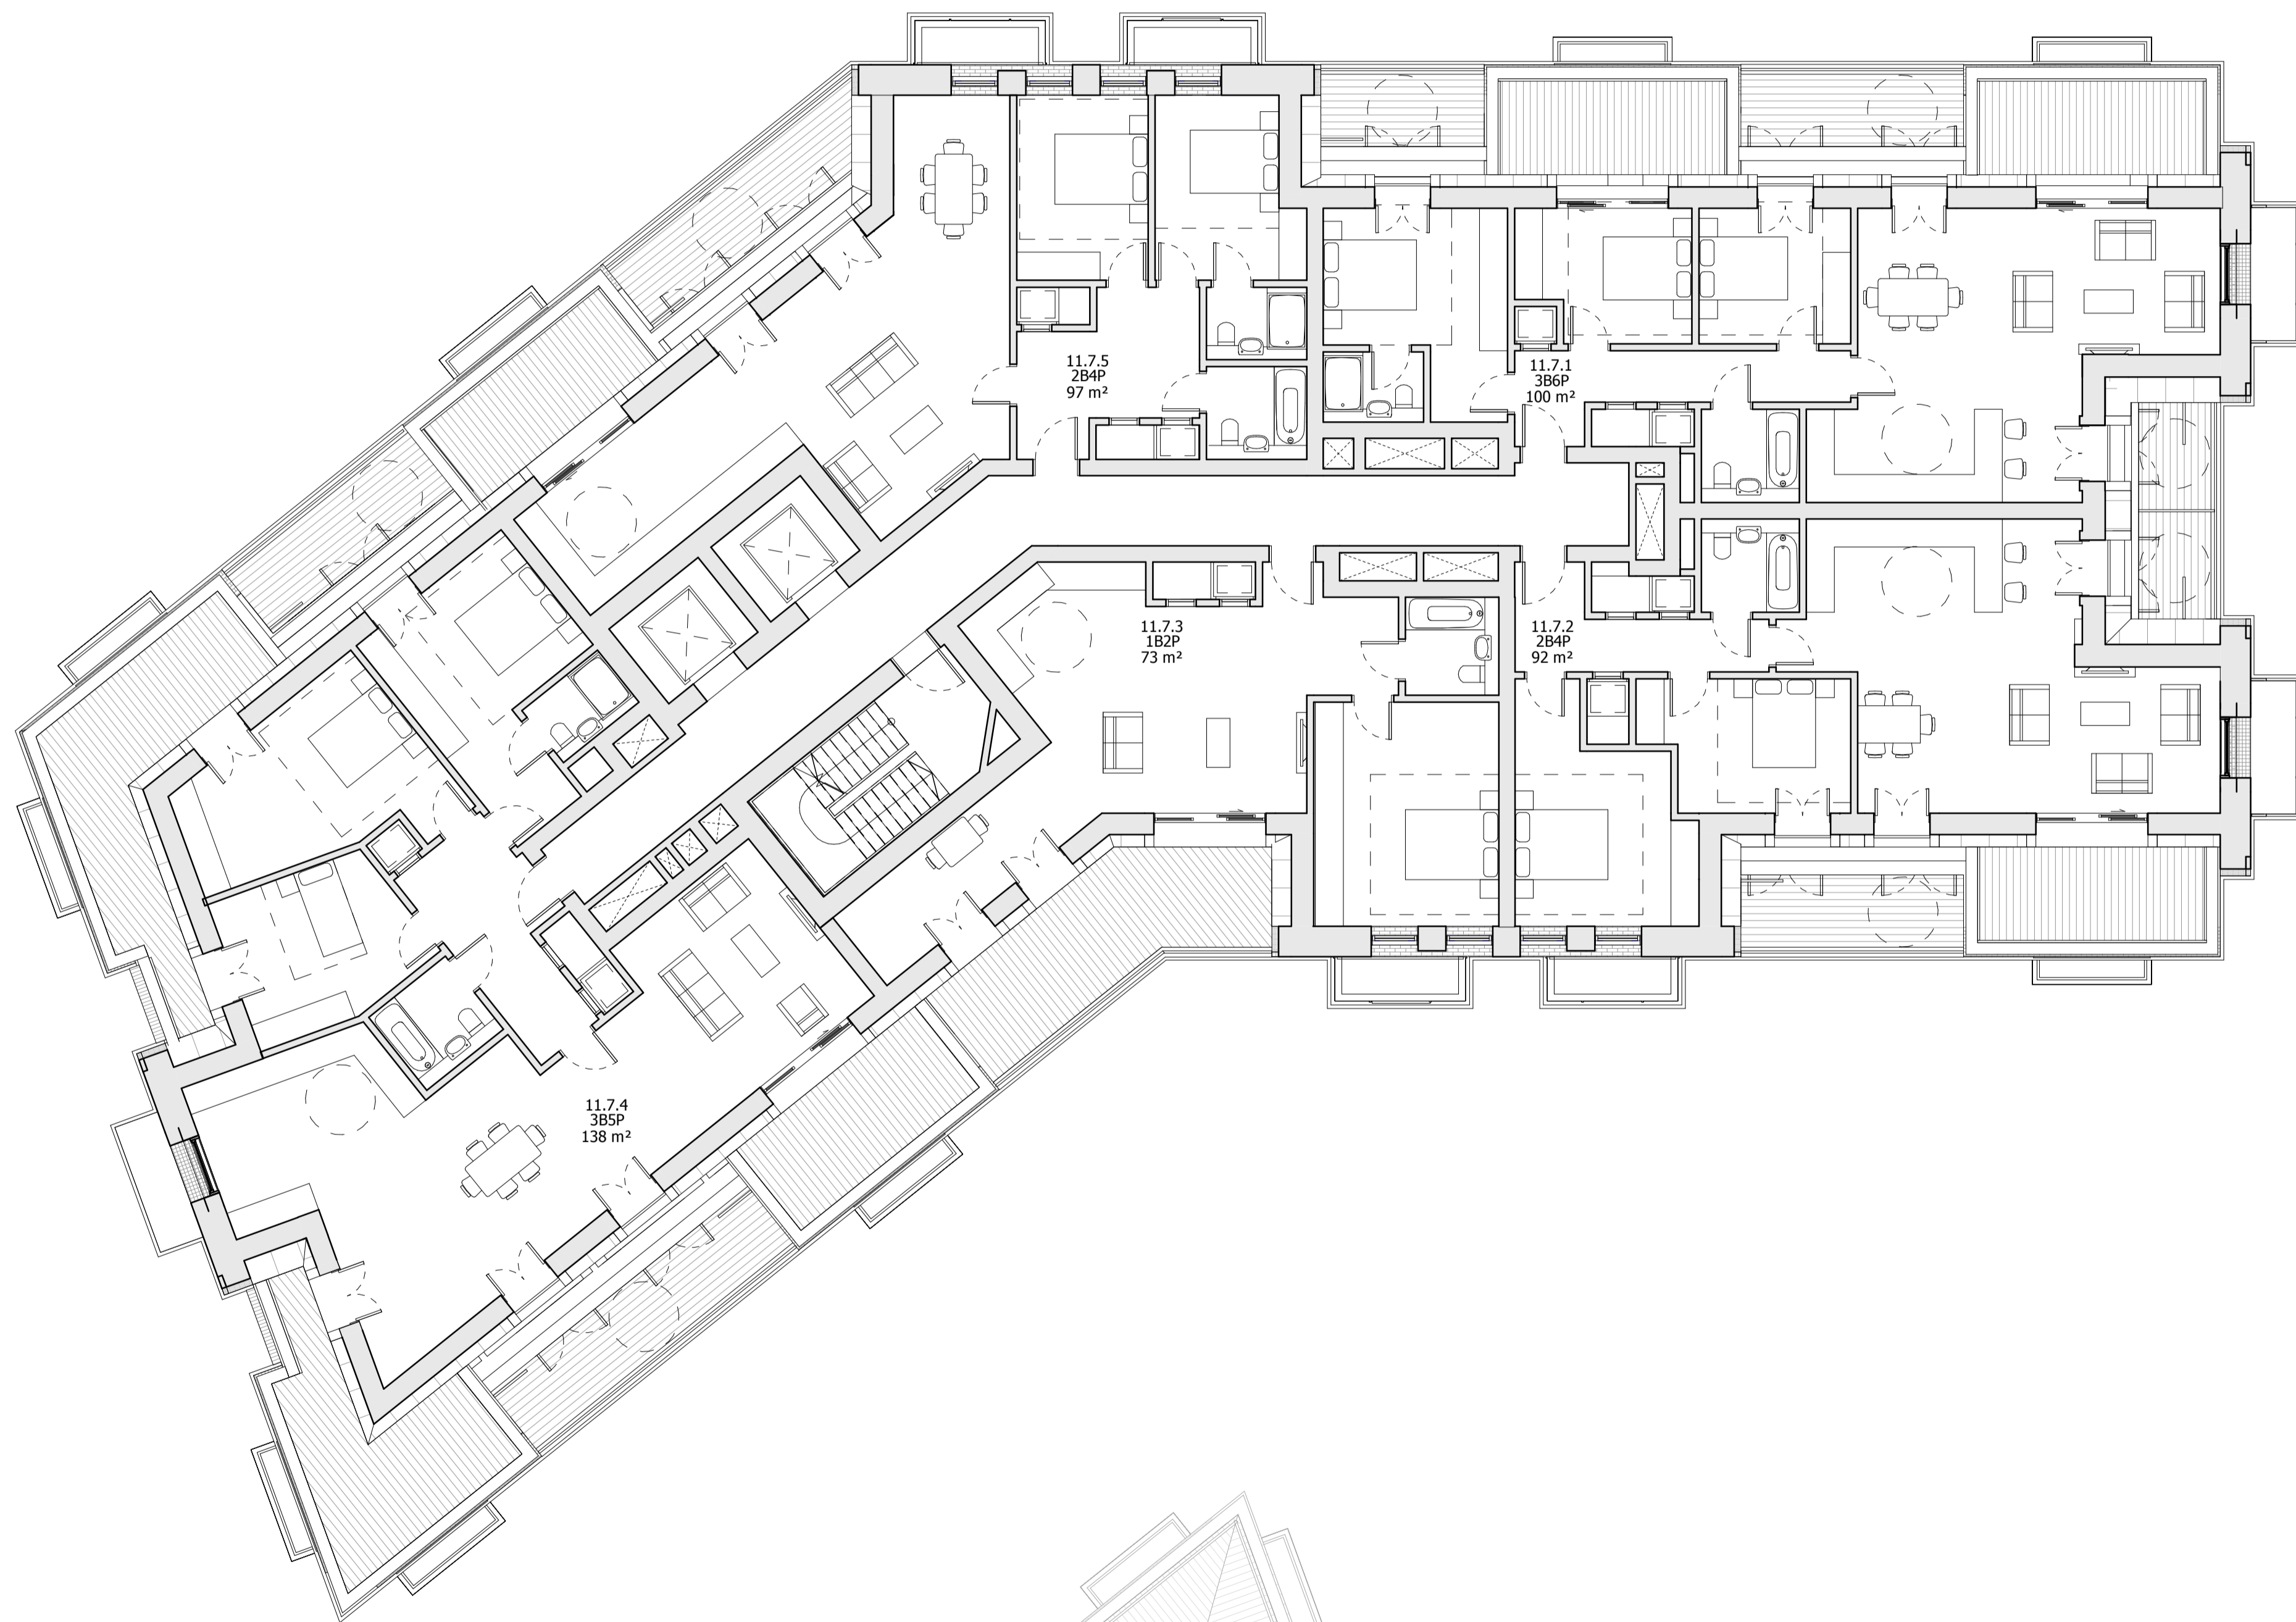 11.7.5
2B4P
97 m²
11.7.1
3B6P
100 m²
11.7.3
1B2P
73 m²
11.7.2
2B4P
92 m²
11.7.4
3B5P
138 m²